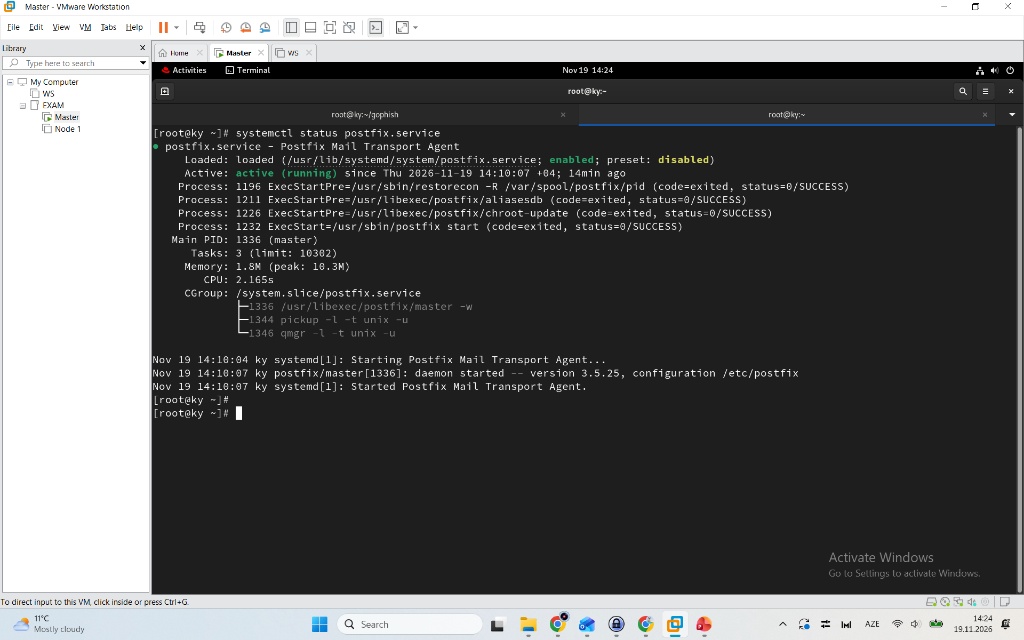 Master - VMware Workstation
File Edit View VM Tabs Help
Library
Type here to search
My Computer
WS
EXAM
Master
Node 1
Home
Master
WS
Activities
Terminal
Nov 19 14:24
root@ky:~
root@ky:~/gophish
root@ky:~
[root@ky ~]# systemctl status postfix.service
● postfix.service - Postfix Mail Transport Agent
Loaded: loaded (/usr/lib/systemd/system/postfix.service; enabled; preset: disabled)
Active: active (running) since Thu 2026-11-19 14:10:07 +04; 14min ago
Process: 1196 ExecStartPre=/usr/sbin/restorecon -R /var/spool/postfix/pid (code=exited, status=0/SUCCESS)
Process: 1211 ExecStartPre=/usr/libexec/postfix/aliasesdb (code=exited, status=0/SUCCESS)
Process: 1226 ExecStartPre=/usr/libexec/postfix/chroot-update (code=exited, status=0/SUCCESS)
Process: 1232 ExecStart=/usr/sbin/postfix start (code=exited, status=0/SUCCESS)
Main PID: 1336 (master)
Tasks: 3 (limit: 10302)
Memory: 1.8M (peak: 10.3M)
CPU: 2.165s
CGroup: /system.slice/postfix.service
├─1336 /usr/libexec/postfix/master -w
├─1344 pickup -l -t unix -u
└─1346 qmgr -l -t unix -u
Nov 19 14:10:04 ky systemd[1]: Starting Postfix Mail Transport Agent...
Nov 19 14:10:07 ky postfix/master[1336]: daemon started -- version 3.5.25, configuration /etc/postfix
Nov 19 14:10:07 ky systemd[1]: Started Postfix Mail Transport Agent.
[root@ky ~]#
[root@ky ~]#
Activate Windows
Go to Settings to activate Windows.
To direct input to this VM, click inside or press Ctrl+G.
11°C
Mostly cloudy
Search
AZE
14:24
19.11.2026